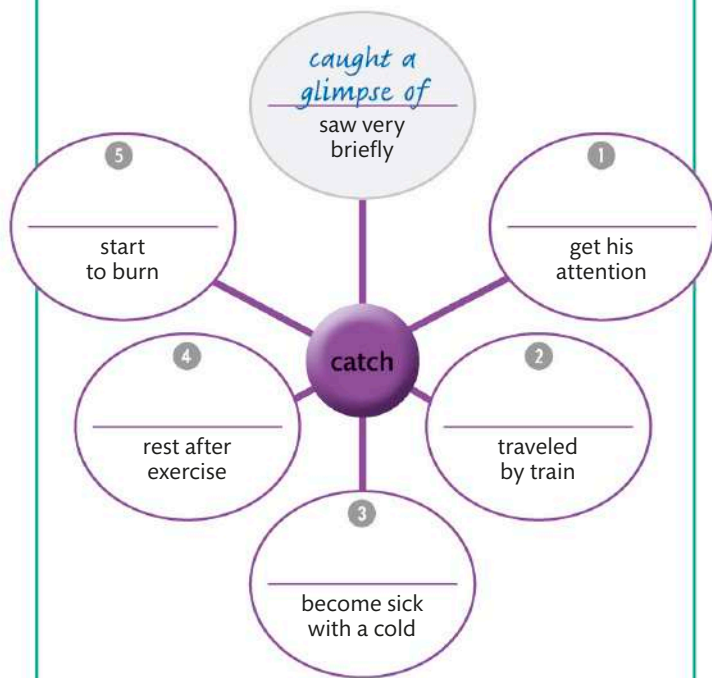 caught a
glimpse of
saw very
briefly
5
start
to burn
1
get his
attention
catch
4
rest after
exercise
2
traveled
by train
3
become sick
with a cold